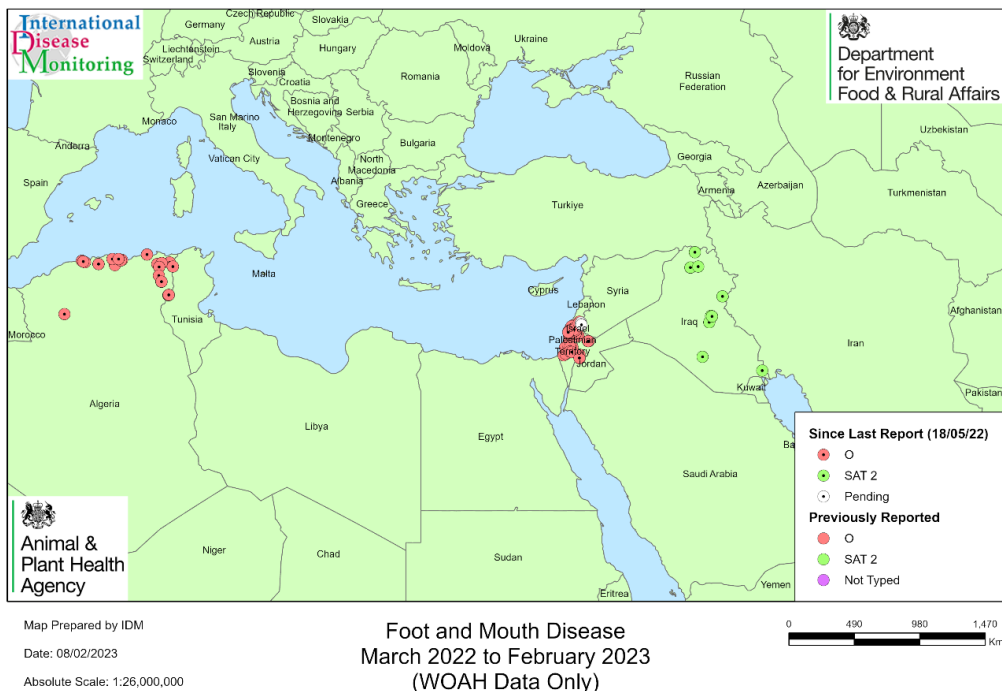 International
Disease
Monitoring
Department
for Environment
Food & Rural Affairs
Czech Republic
Slovakia
Germany
Ukraine
Austria
Liechtenstein
Switzerland
Hungary
Moldova
Slovenia
Croatia
Romania
Russian
Federation
Bosnia and
Herzegovina
Serbia
San Marino
Italy
Monaco
Montenegro
Bulgaria
Andorra
Vatican City
North
Macedonia
Albania
Georgia
Uzbekistan
Spain
Greece
Armenia
Azerbaijan
Turkmenistan
Turkiye
Malta
Cyprus
Syria
Lebanon
Israel
Iraq
Iran
Afghanistan
Morocco
Tunisia
Palestinian
Territory
Jordan
Kuwait
Pakistan
Algeria
Libya
Egypt
Saudi Arabia
Ba
Niger
Chad
Sudan
Eritrea
Yemen
Since Last Report (18/05/22)
O
SAT 2
Pending
Previously Reported
O
SAT 2
Not Typed
Animal &
Plant Health
Agency
Map Prepared by IDM
Date: 08/02/2023
Absolute Scale: 1:26,000,000
Foot and Mouth Disease
March 2022 to February 2023
(WOAH Data Only)
0 490 980 1,470
Km